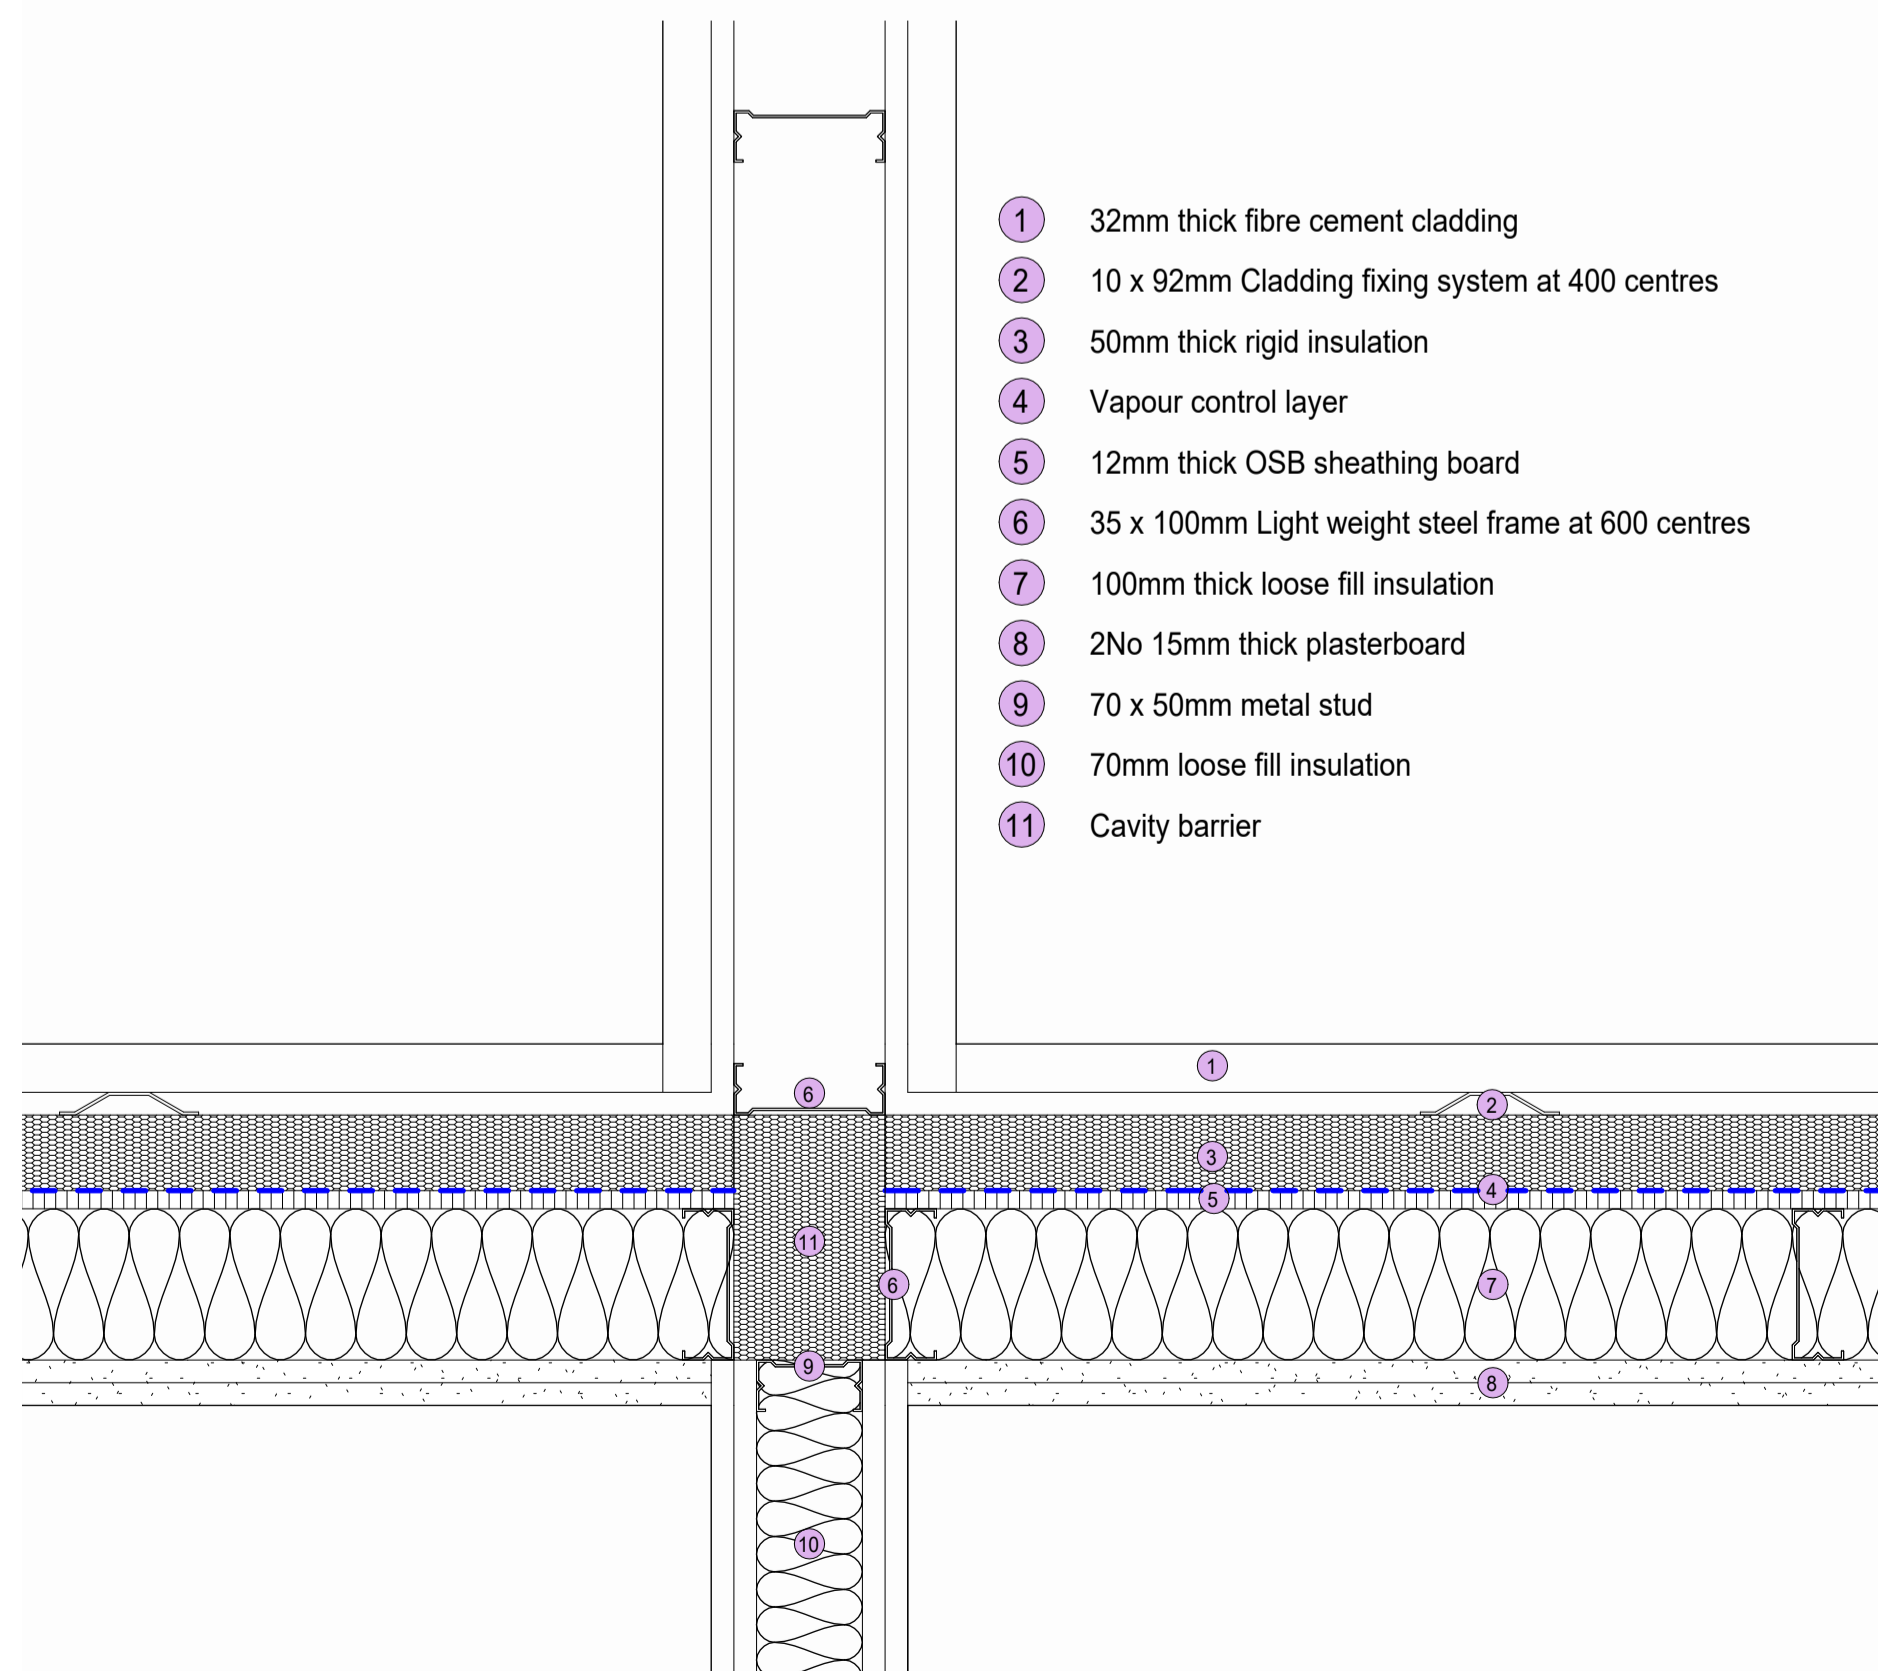 1 32mm thick fibre cement cladding
2 10 x 92mm Cladding fixing system at 400 centres
3 50mm thick rigid insulation
4 Vapour control layer
5 12mm thick OSB sheathing board
6 35 x 100mm Light weight steel frame at 600 centres
7 100mm thick loose fill insulation
8 2No 15mm thick plasterboard
9 70 x 50mm metal stud
10 70mm loose fill insulation
11 Cavity barrier
1
6
2
3
4
5
11
6
7
9
8
10